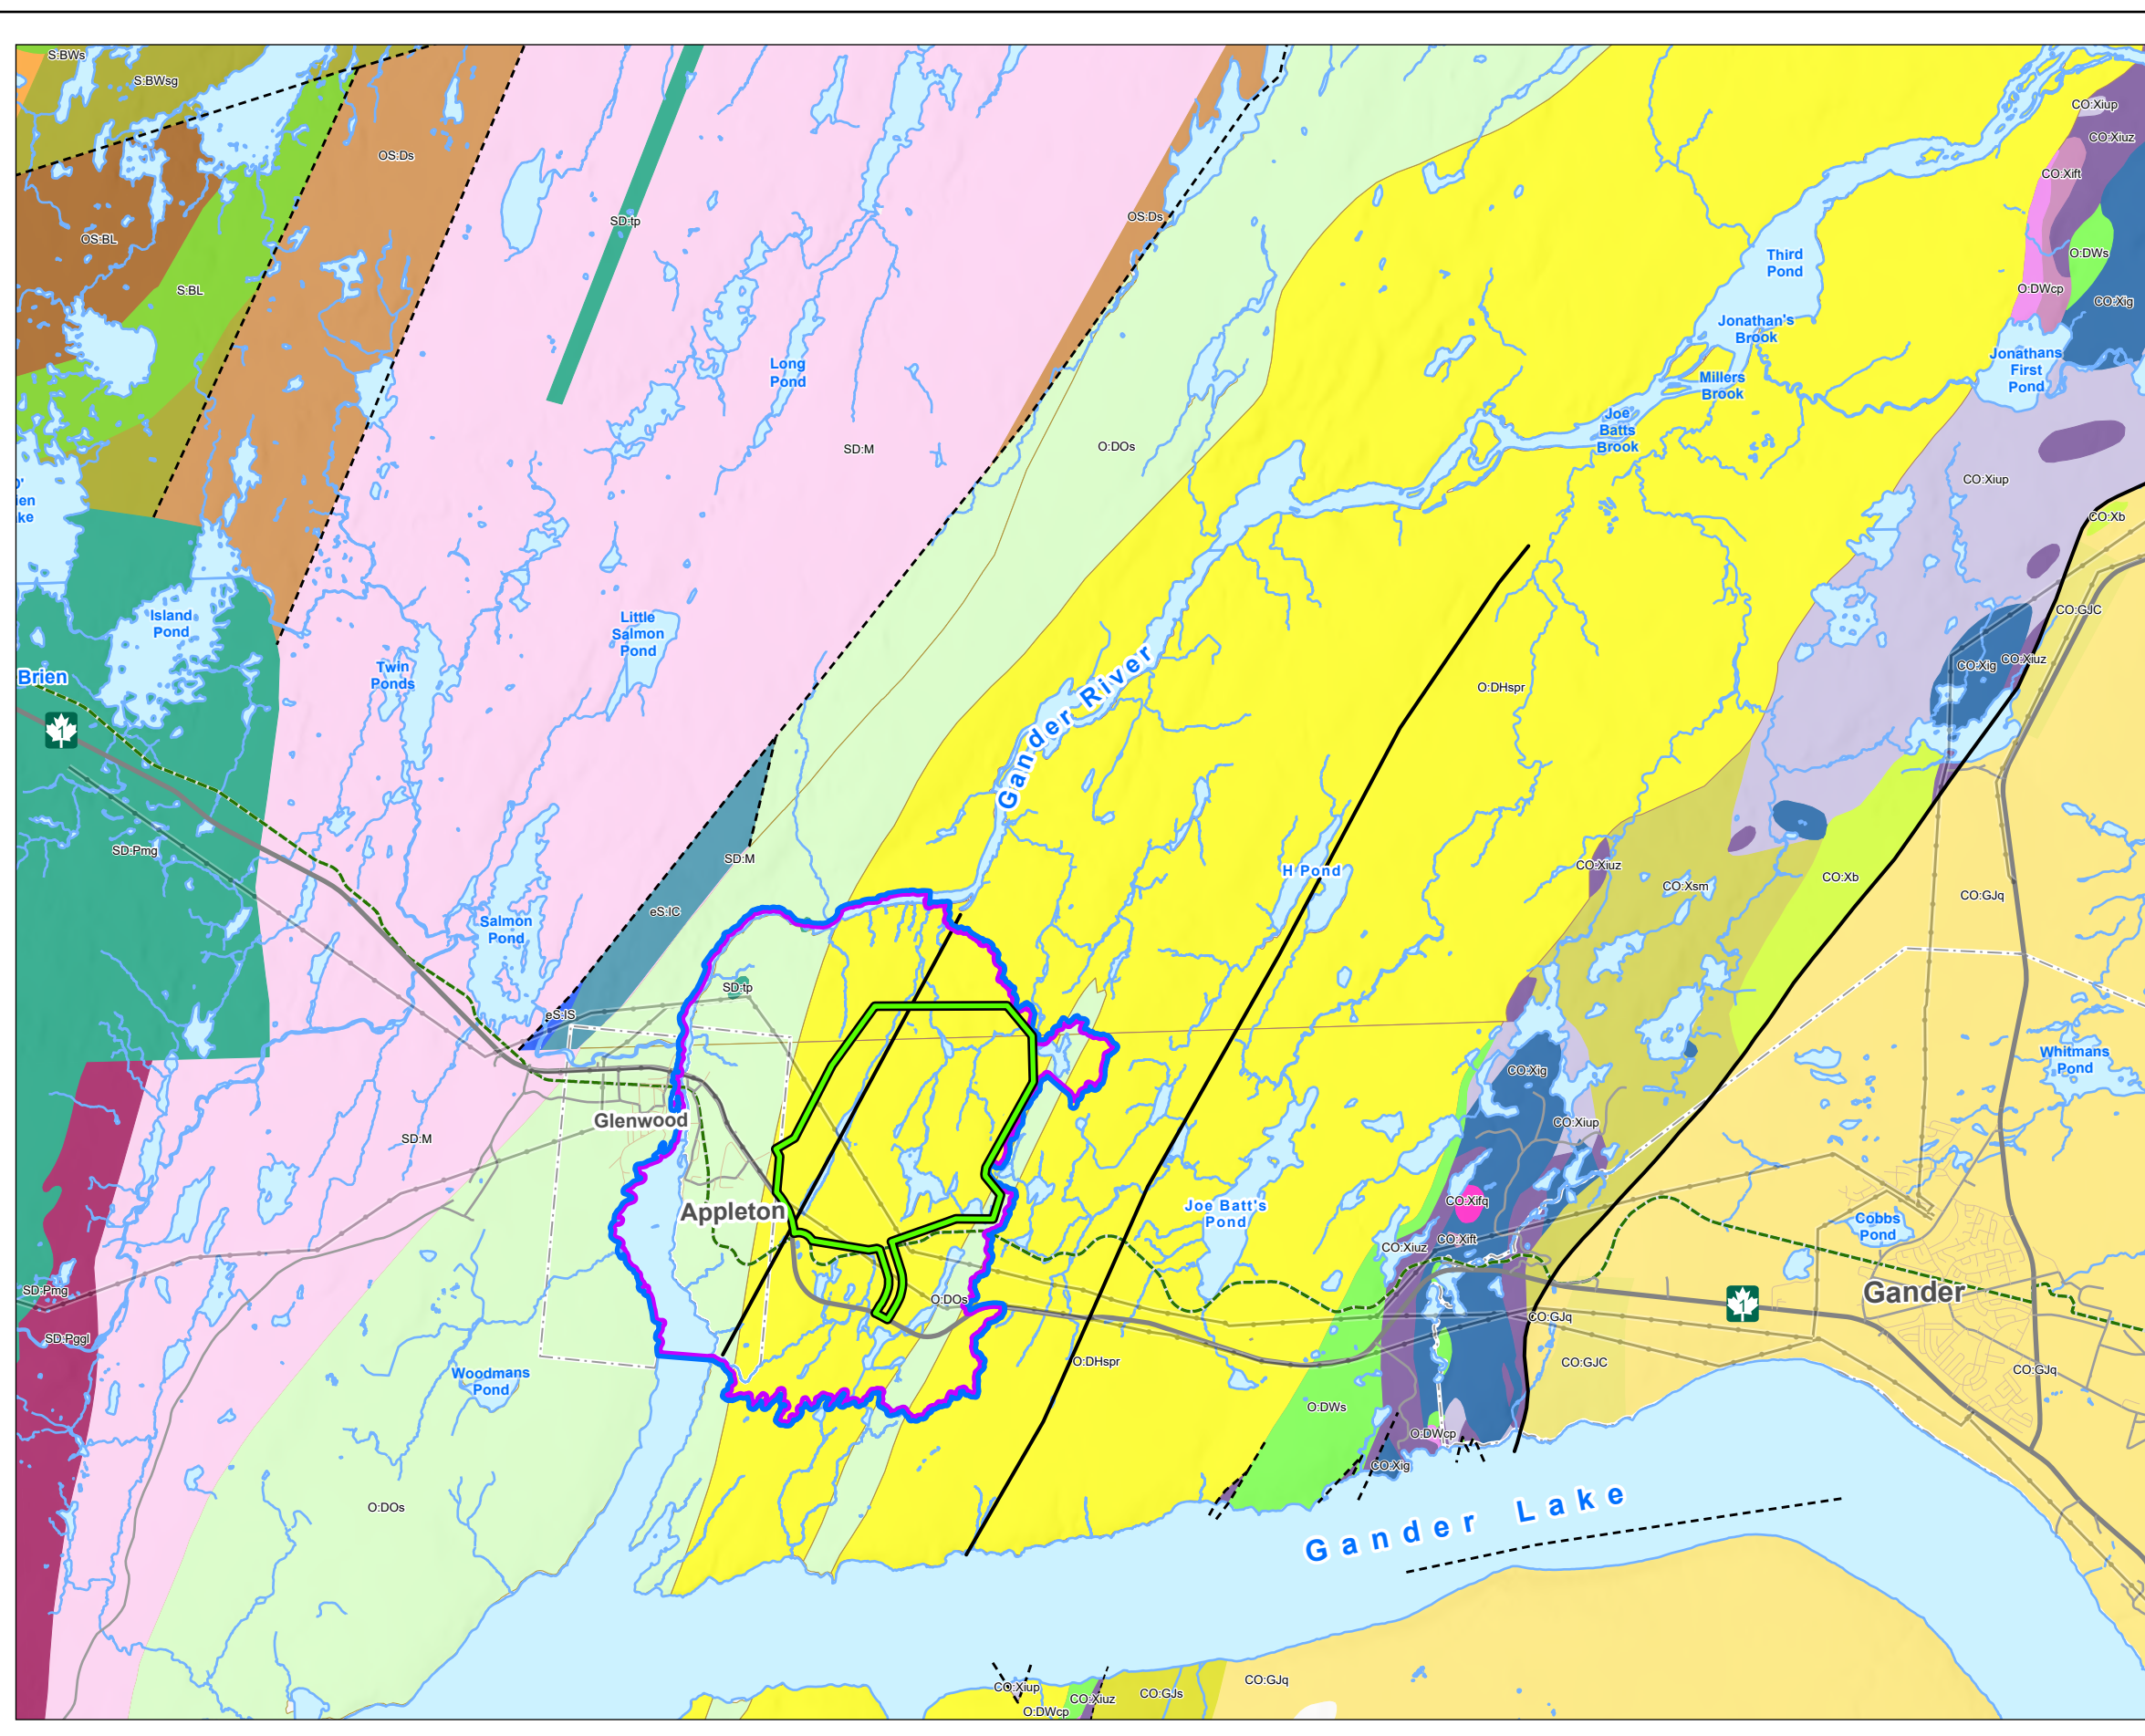 S:BWs
S:BWsg
CO:Xiup
CO:Xiuz
OS:Ds
CO:Xift
SD:tp
OS:Ds
OS:BL
O:DWs
Third
Pond
S:BL
O:DWcp
CO:Xig
Jonathan's
Brook
Long
Pond
Jonathans
First
Pond
Millers
Brook
Joe
Batts
Brook
SD:M
O:DOs
CO:Xiup
CO:Xb
Island
Pond
Little
Salmon
Pond
CO:GJC
Brien
Twin
Ponds
CO:Xig
CO:Xiuz
Gander River
O:DHspr
1
SD:Pmg
SD:M
H Pond
CO:Xiuz
CO:Xsm
CO:Xb
CO:GJq
eS:IC
Salmon
Pond
SD:tp
eS:IS
Whitmans
Pond
CO:Xig
Glenwood
CO:Xiup
SD:M
Appleton
Joe Batt's
Pond
CO:Xifq
Cobbs
Pond
CO:Xiuz
CO:Xift
SD:Pmg
O:DOs
Gander
1
SD:Pggl
CO:GJq
O:DHspr
CO:GJC
CO:GJq
Woodmans
Pond
O:DWs
O:DWcp
CO:Xig
O:DOs
Gander Lake
CO:Xiup
CO:Xiuz
CO:GJs
CO:GJq
O:DWcp